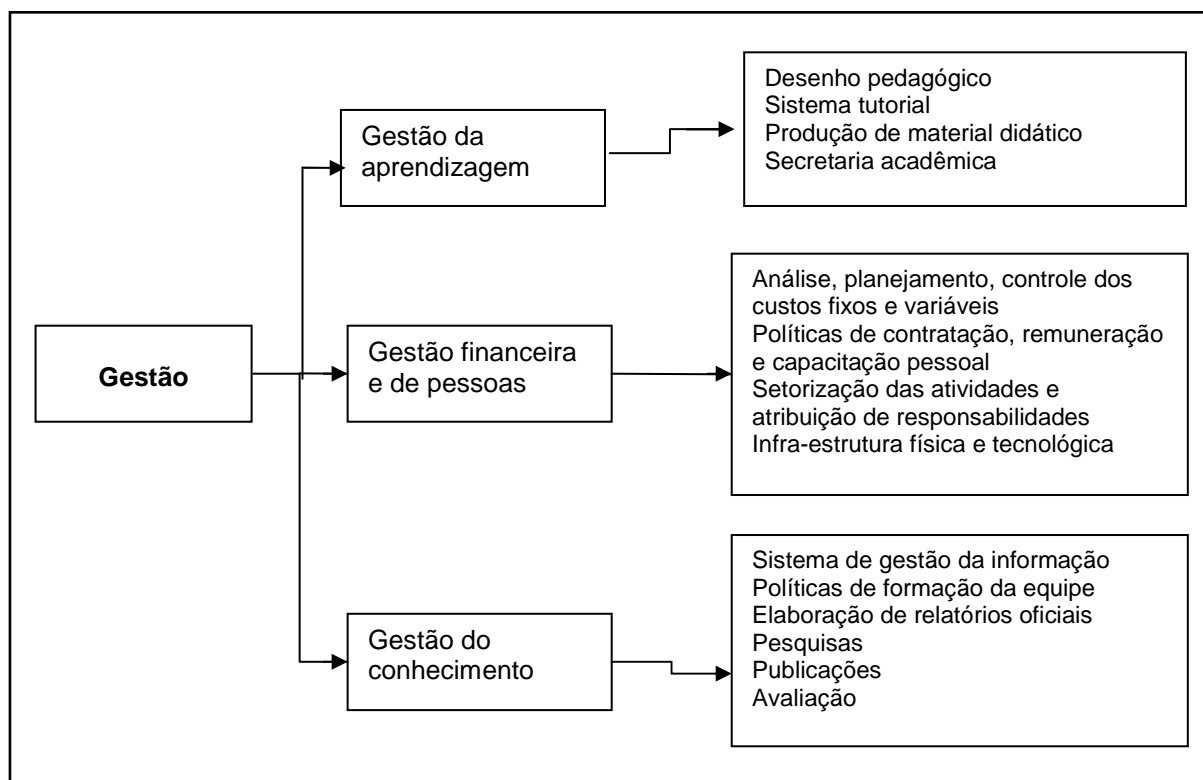 Desenho pedagógico
Sistema tutorial
Produção de material didático
Secretaria acadêmica
Gestão da
aprendizagem
Análise, planejamento, controle dos
custos fixos e variáveis
Políticas de contratação, remuneração
e capacitação pessoal
Setorização das atividades e
atribuição de responsabilidades
Infra-estrutura física e tecnológica
Gestão financeira
e de pessoas
Gestão
Sistema de gestão da informação
Políticas de formação da equipe
Elaboração de relatórios oficiais
Pesquisas
Publicações
Avaliação
Gestão do
conhecimento